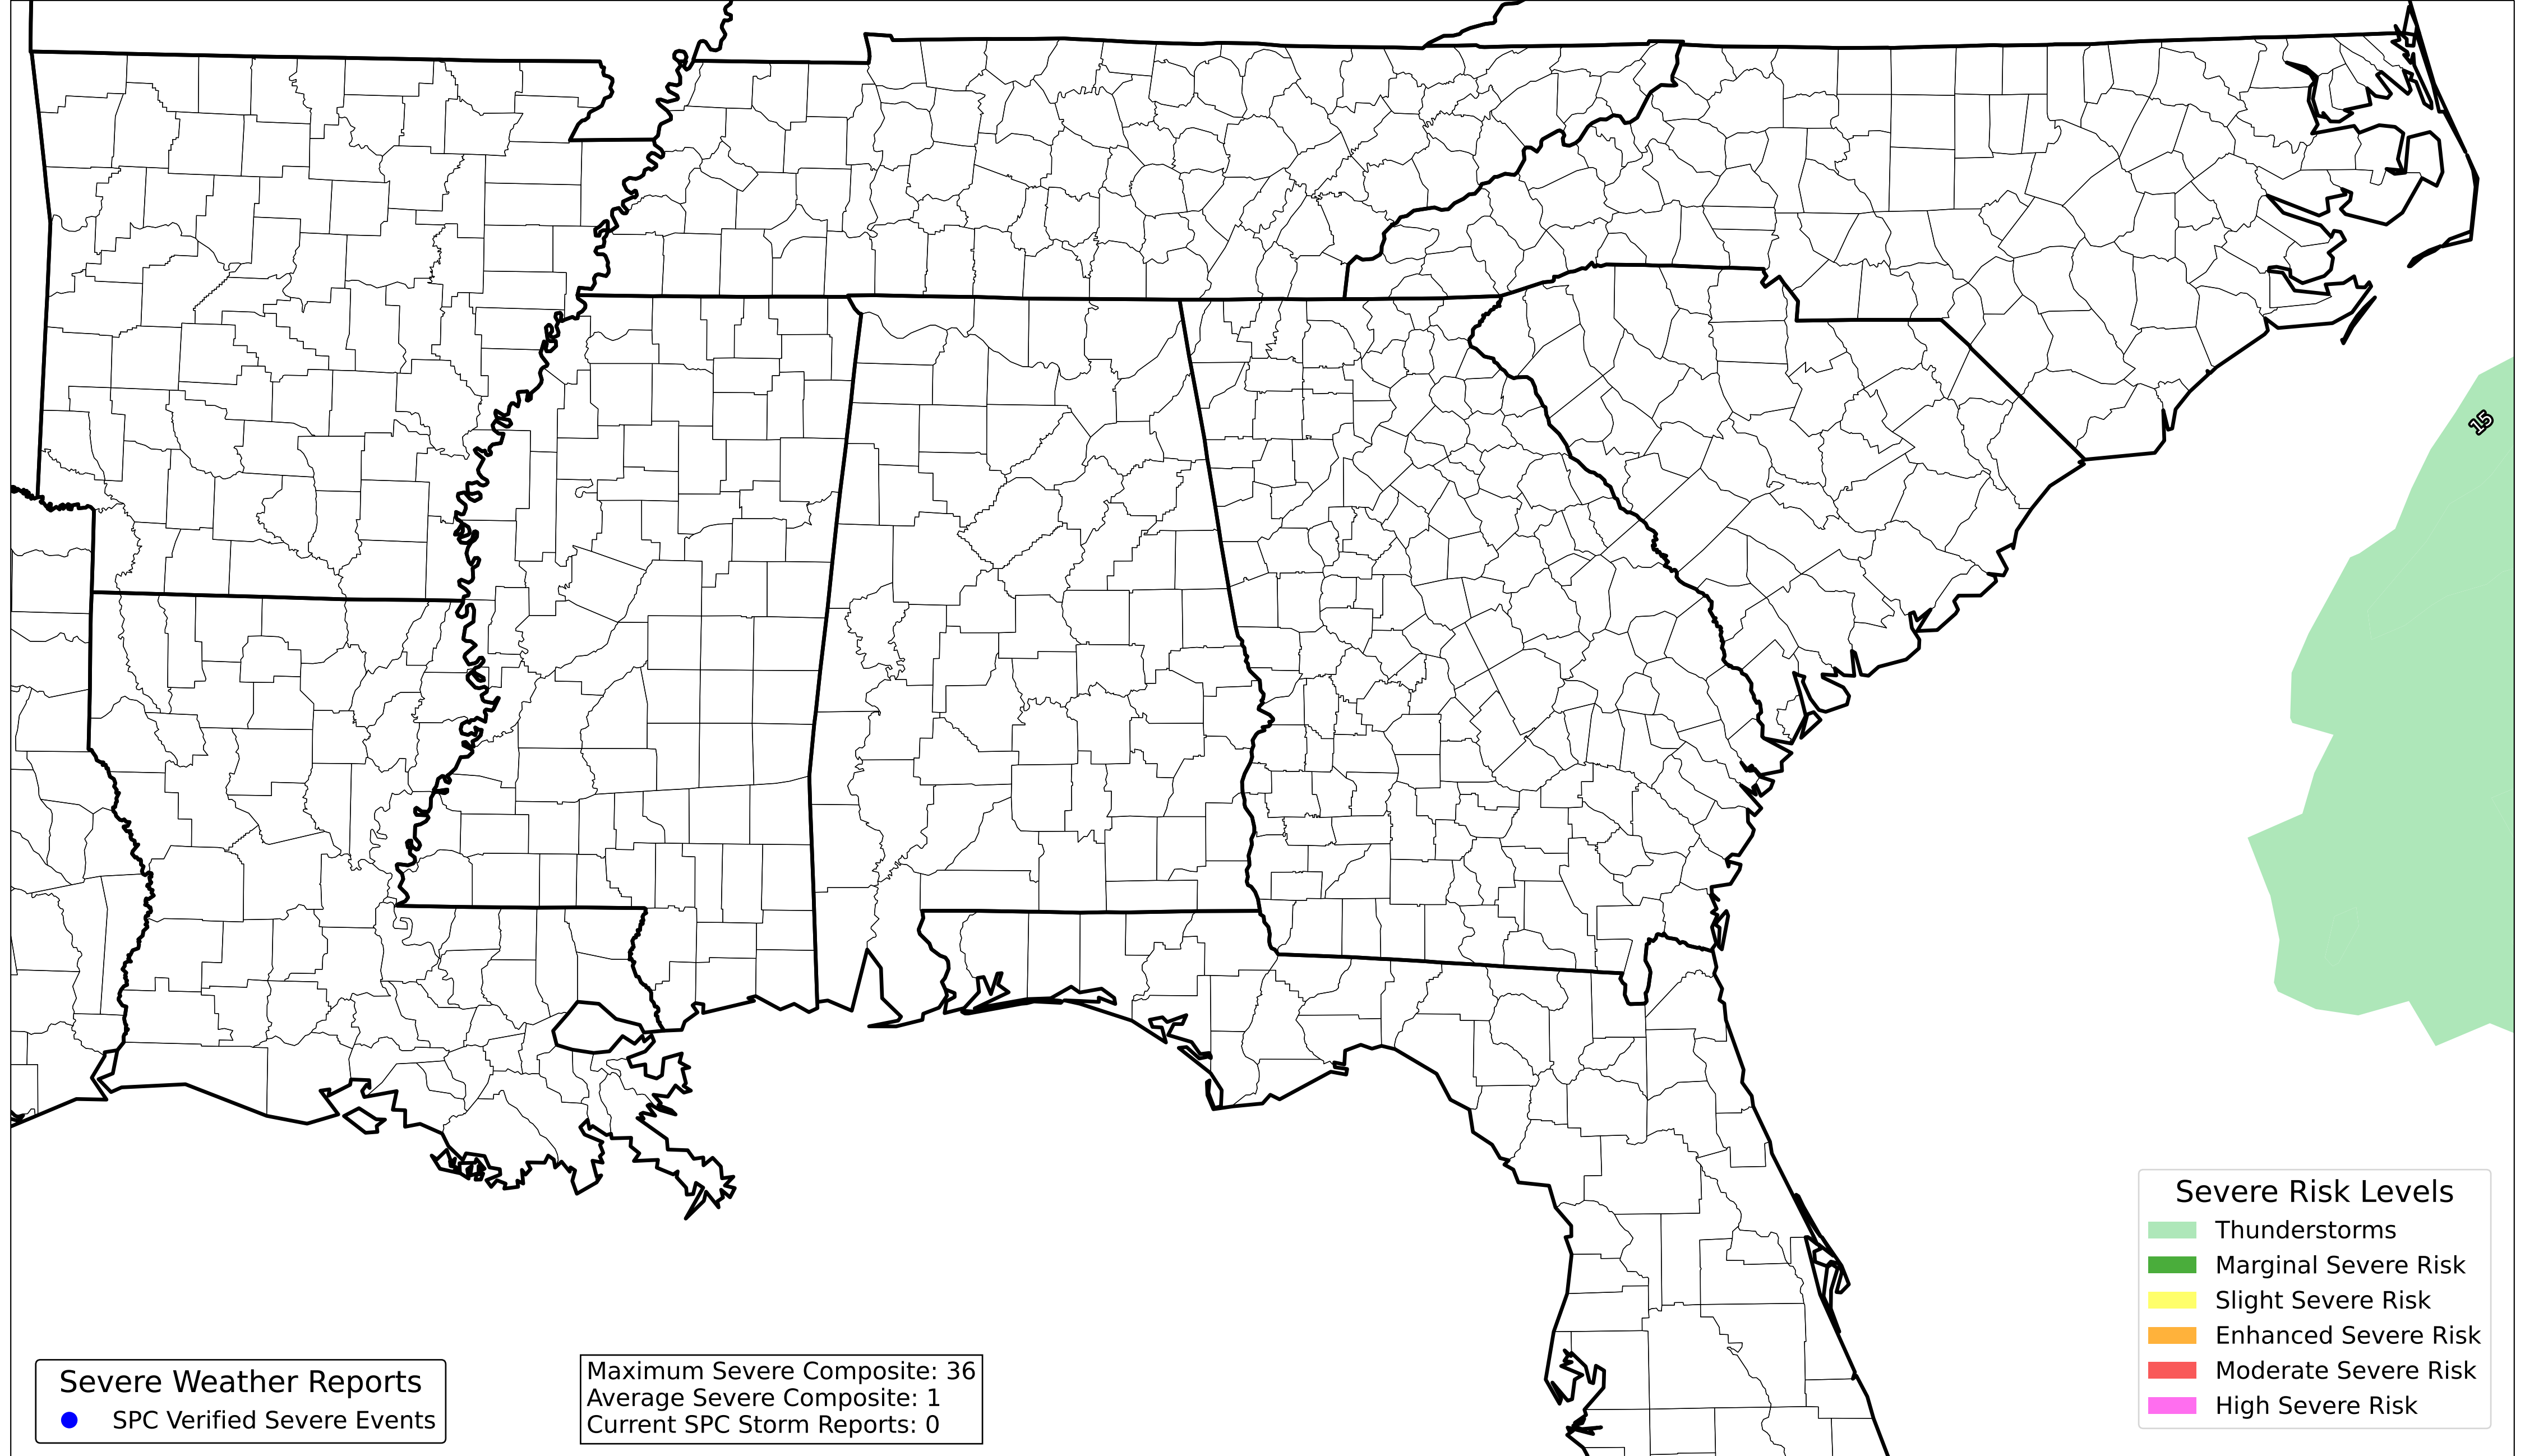 15
Severe Risk Levels
Thunderstorms
Marginal Severe Risk
Slight Severe Risk
Enhanced Severe Risk
Moderate Severe Risk
High Severe Risk
Severe Weather Reports
SPC Verified Severe Events
Maximum Severe Composite: 36
Average Severe Composite: 1
Current SPC Storm Reports: 0